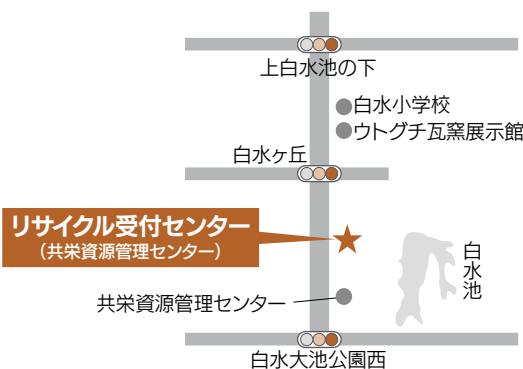 上白水池の下
白水小学校
ウトグチ瓦窯展示館
白水ヶ丘
リサイクル受付センター
（共栄資源管理センター）
白水池
共栄資源管理センター
白水大池公園西